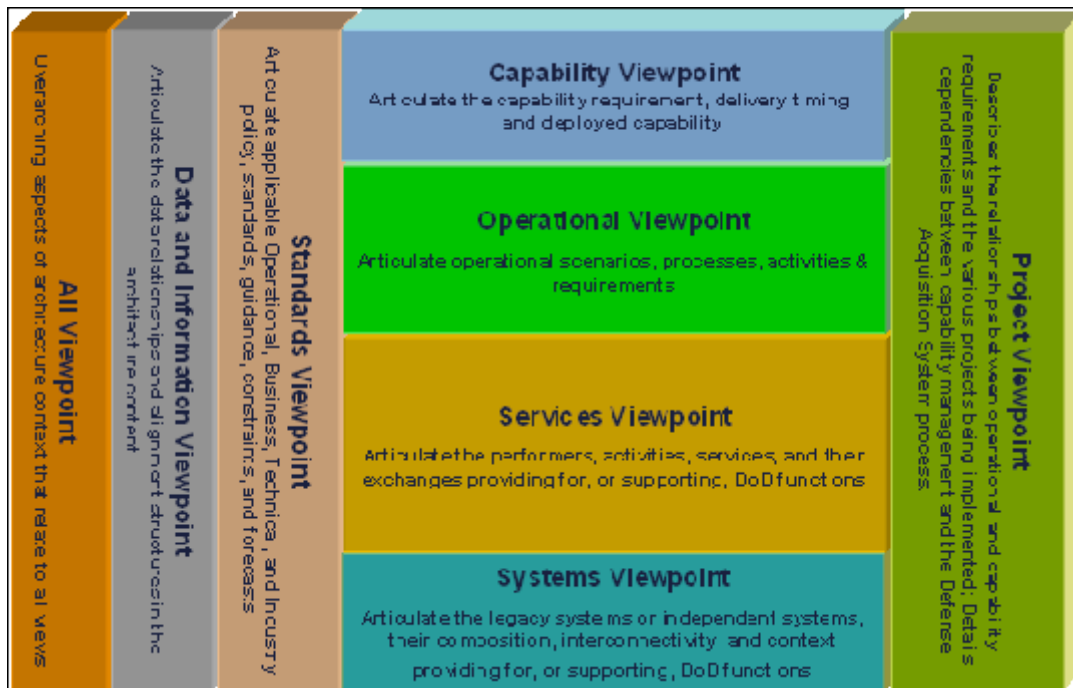 All Viewpoint
Overarching aspects of architecture context that relate to all views
Data and Information Viewpoint
Articulate the data relationships and alignment structures in the
architecture content
Standards Viewpoint
Articulate applicable Operational, Business, Technical, and Industry
policy, standards, guidance, constraints, and forecasts
Capability Viewpoint
Articulate the capability requirement, delivery timing
and deployed capability
Operational Viewpoint
Articulate operational scenarios, processes, activities &
requirements
Services Viewpoint
Articulate the performers, activities, services, and their
exchanges providing for, or supporting, DoD functions
Systems Viewpoint
Articulate the legacy systems or independent systems,
their composition, interconnectivity and context
providing for, or supporting, DoD functions
Project Viewpoint
Describes the relationships between operational and capability
requirements and the various projects being implemented; Details
dependencies between capability management and the Defense
Acquisition System process.